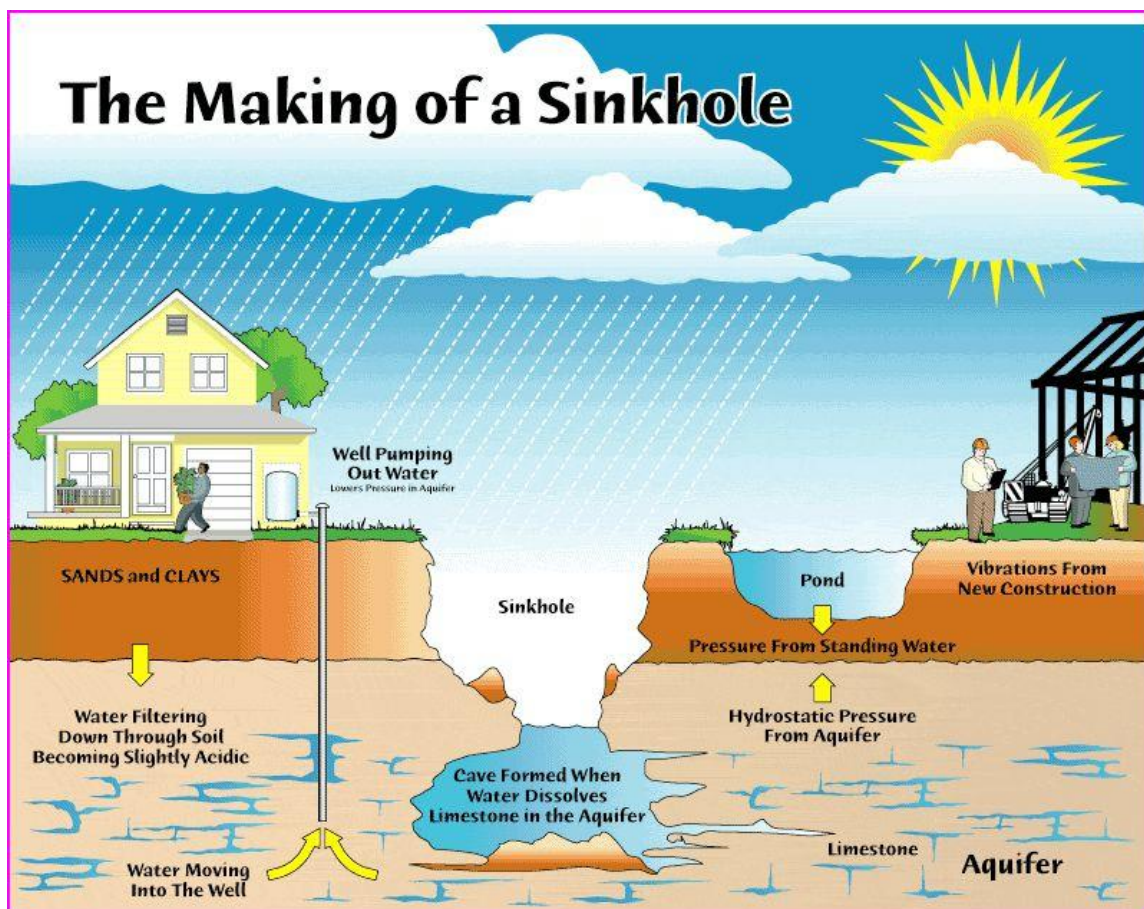 The Making of a Sinkhole
Well Pumping
Out Water
Lowers Pressure in Aquifer
SANDS and CLAYS
Sinkhole
Pond
Vibrations From
New Construction
Pressure From Standing Water
Water Filtering
Down Through Soil
Becoming Slightly Acidic
Hydrostatic Pressure
From Aquifer
Cave Formed When
Water Dissolves
Limestone in the Aquifer
Limestone
Aquifer
Water Moving
Into The Well